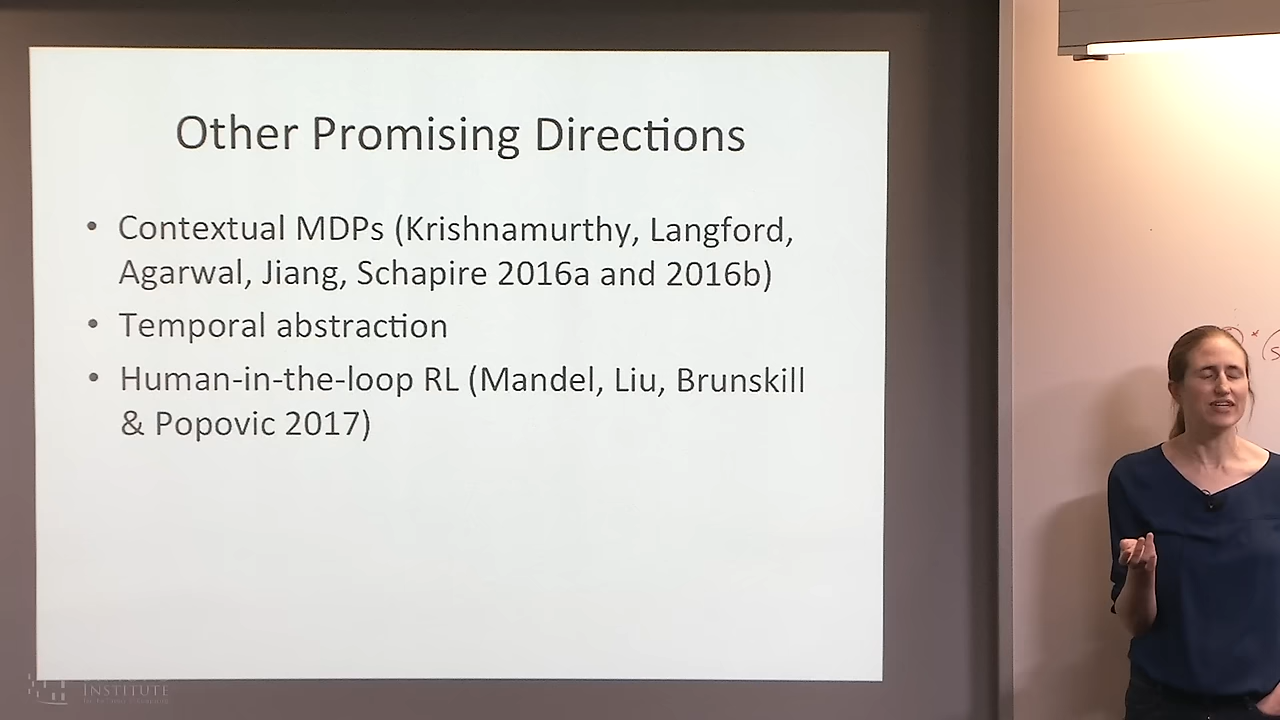 Other Promising Directions
• Contextual MDPs (Krishnamurthy, Langford,
Agarwal, Jiang, Schapire 2016a and 2016b)
• Temporal abstraction
• Human-in-the-loop RL (Mandel, Liu, Brunskill
& Popovic 2017)
INSTITUTE